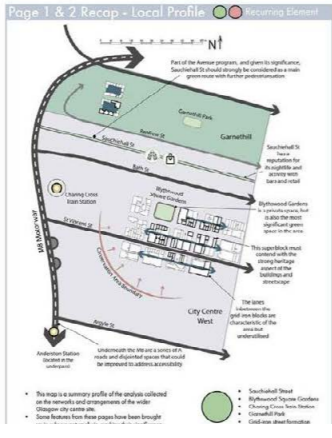 Page 1 & 2 Recap - Local Profile
Recurring Element
N
Part of the Avenue program, and given its significance,
Sauchiehall St should strongly be considered as a main
green route with further pedestrianisation
Garnethill Park
Garnethill
Renfrew St
Sauchiehall St
Bath St
Sauchiehall St
has a
reputation for
its nightlife and
activity with
bars and retail
Charing Cross
Train Station
Blythswood
Square Gardens
Blythswood Gardens
is a private space, but
is also the most
significant green
space in the area
St Vincent St
This superblock must
contend with the
strong heritage
aspect of the
buildings and
streetscape
M8 Motorway
City Centre
West
The lanes
inbetween the
grid-iron blocks are
characteristic of the
area but
underutilised
Argyle St
Anderston Station
located in the
underpass
Underneath the M8 are a series of
roads and disjointed spaces that could
be improved to address accessibility
• This map is a summary profile of the analysis collected
on the networks and arrangements of the wider
Glasgow city centre site.
• Some features from these pages have been brought
• Sauchiehall Street
• Blythswood Gardens
• Charing Cross Train Station
• Garnethill Park
• Grid-iron street formation